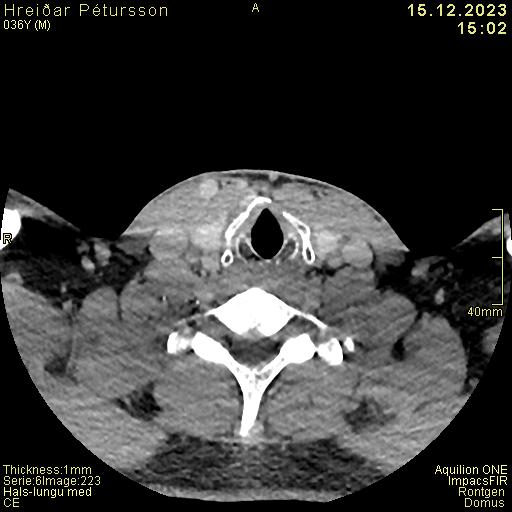 Hreiðar Pétursson
036Y (M)
A
15.12.2023
15:02
R
40mm
Thickness:1mm
Serie:6Image:223
Hals-lungu med
CE
Aquilion ONE
ImpacsFIR
Rontgen
Domus